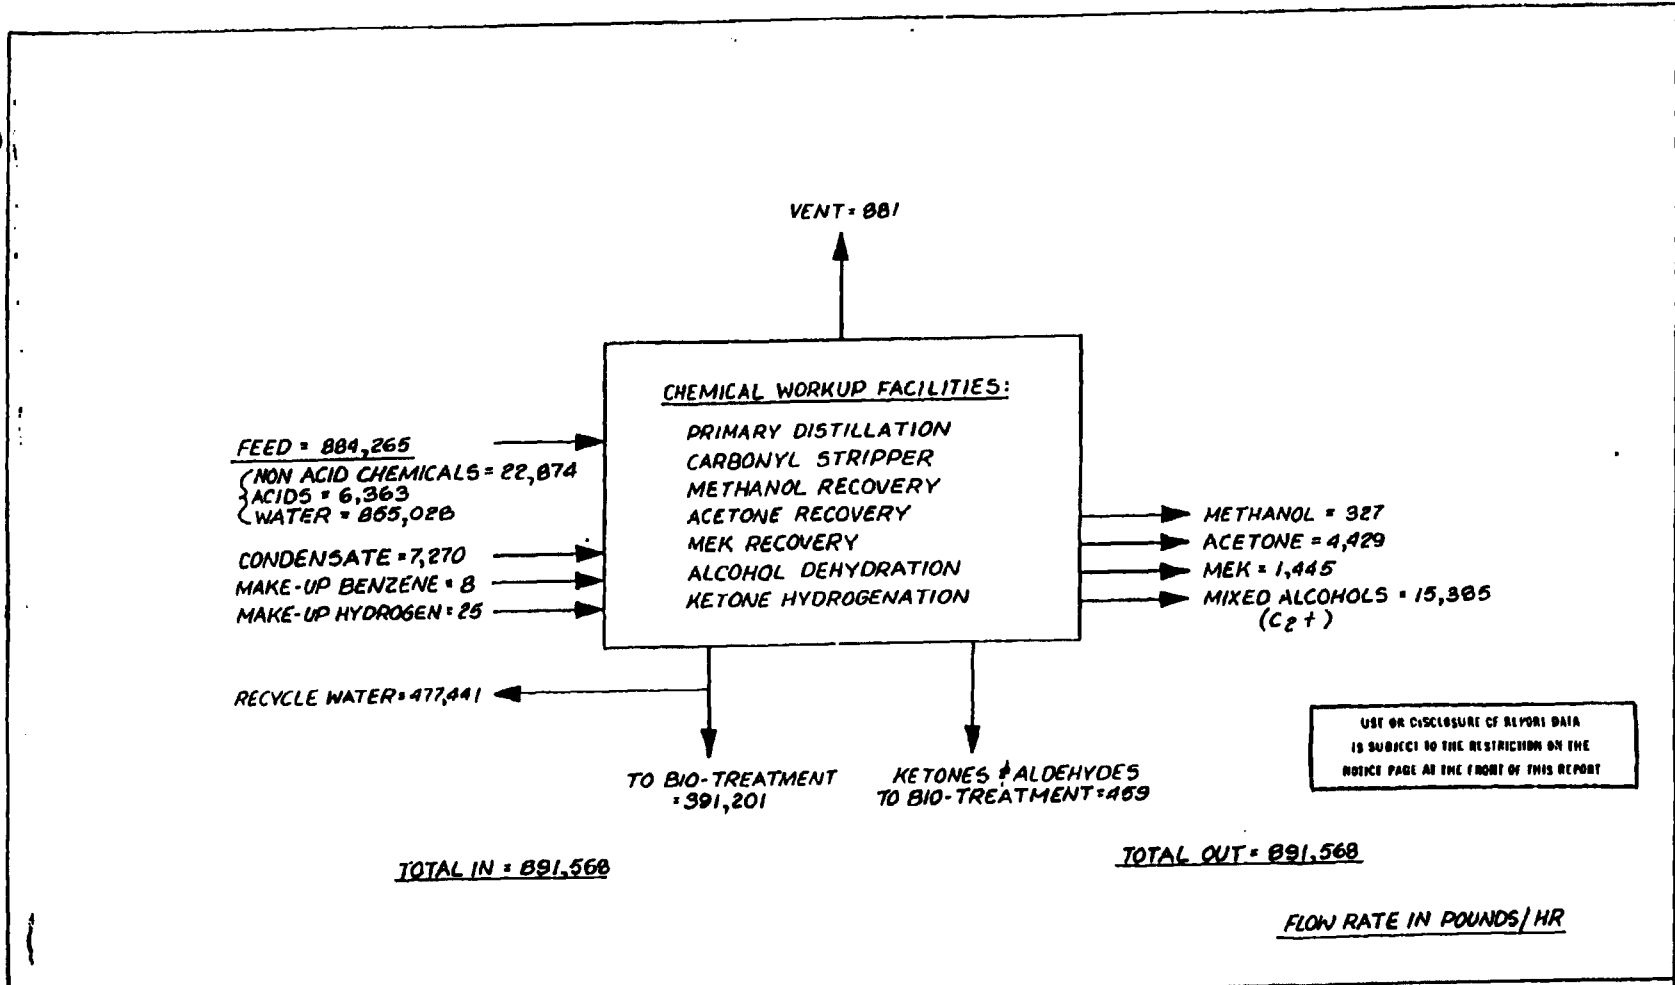 VENT = 881
CHEMICAL WORKUP FACILITIES:
PRIMARY DISTILLATION
CARBONYL STRIPPER
METHANOL RECOVERY
ACETONE RECOVERY
MEK RECOVERY
ALCOHOL DEHYDRATION
KETONE HYDROGENATION
FEED = 884,265
NON ACID CHEMICALS = 22,874
ACIDS = 6,363
WATER = 855,028
CONDENSATE = 7,270
MAKE-UP BENZENE = 8
MAKE-UP HYDROGEN = 25
METHANOL = 327
ACETONE = 4,429
MEK = 1,445
MIXED ALCOHOLS = 15,385
(C2+)
RECYCLE WATER = 477,441
TO BIO-TREATMENT
= 391,201
KETONES & ALDEHYDES
TO BIO-TREATMENT = 459
USE OR DISCLOSURE OF REPORT DATA
IS SUBJECT TO THE RESTRICTION ON THE
NOTICE PAGE AT THE FRONT OF THIS REPORT
TOTAL IN = 891,568
TOTAL OUT = 891,568
FLOW RATE IN POUNDS/HR